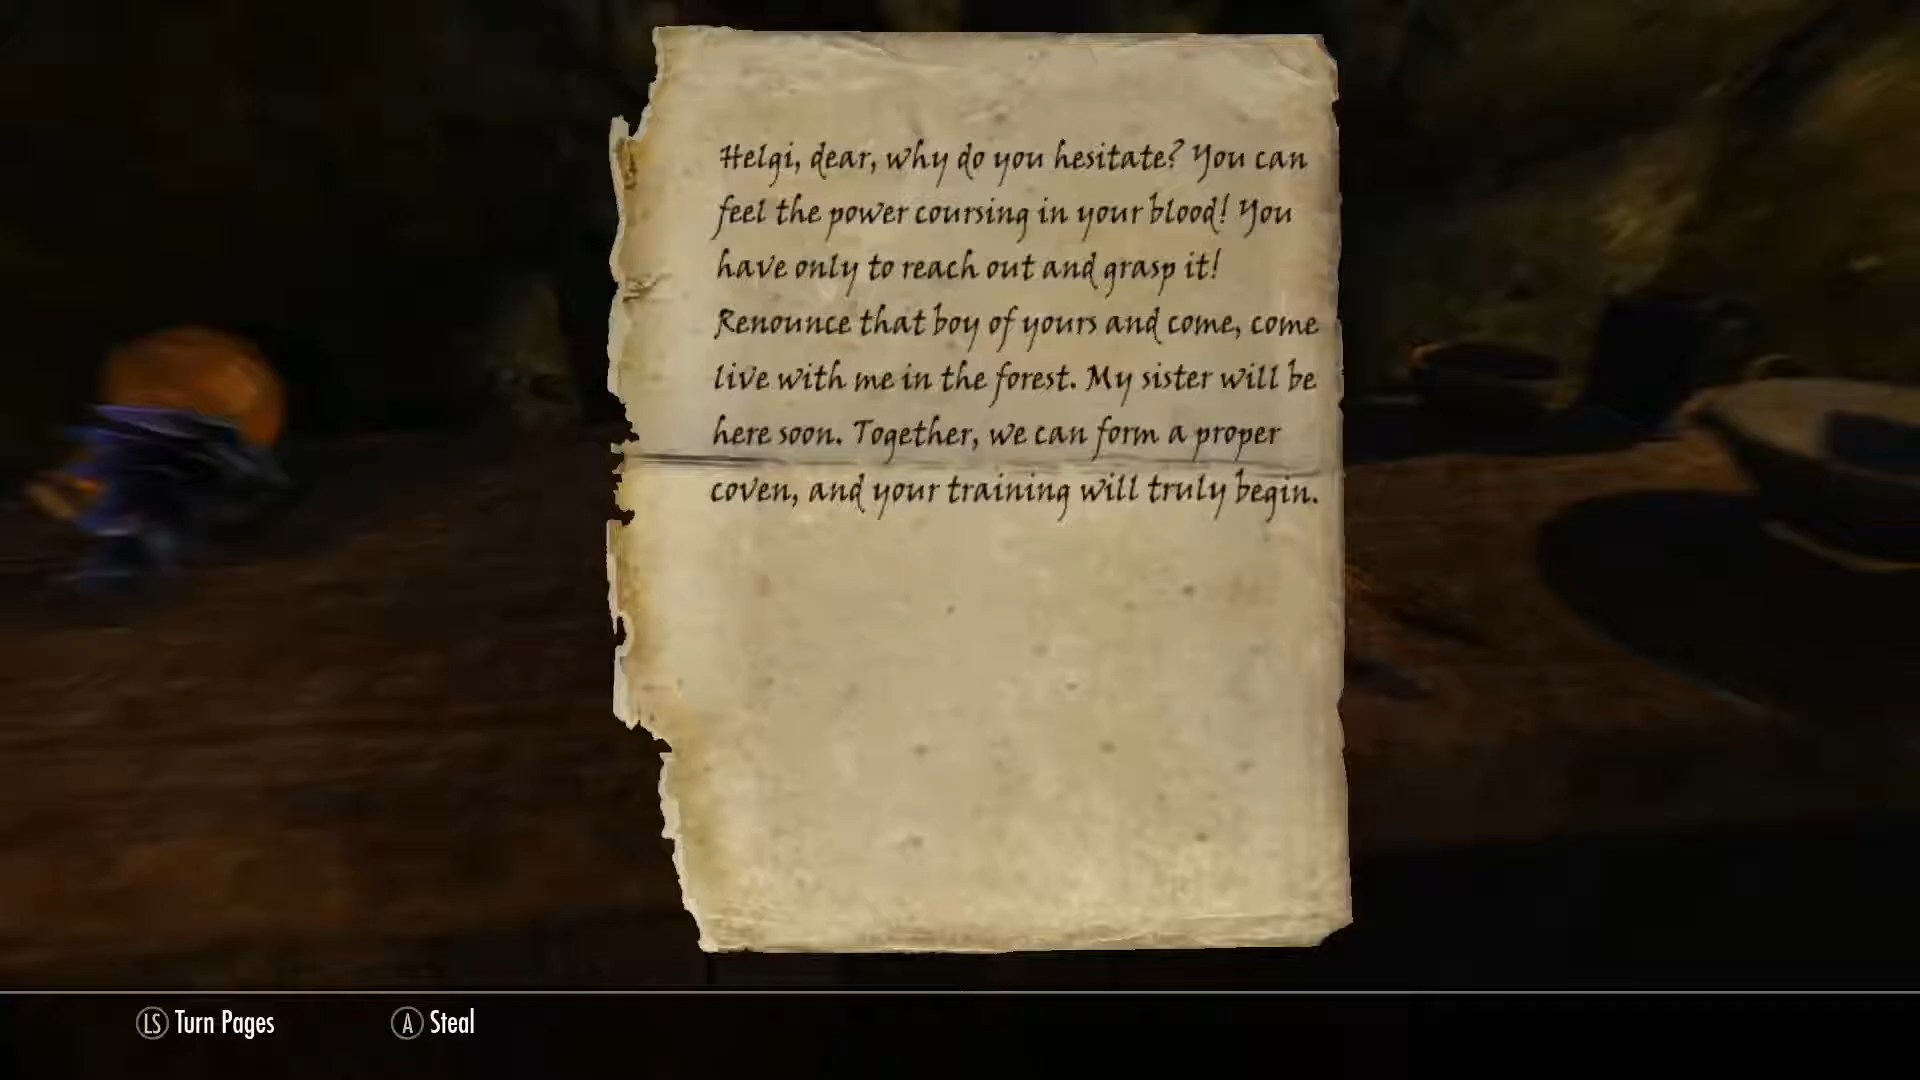 Helgi, dear, why do you hesitate? You can
feel the power coursing in your blood! You
have only to reach out and grasp it!
Renounce that boy of yours and come, come
live with me in the forest. My sister will be
here soon. Together, we can form a proper
coven, and your training will truly begin.
LS Turn Pages A Steal